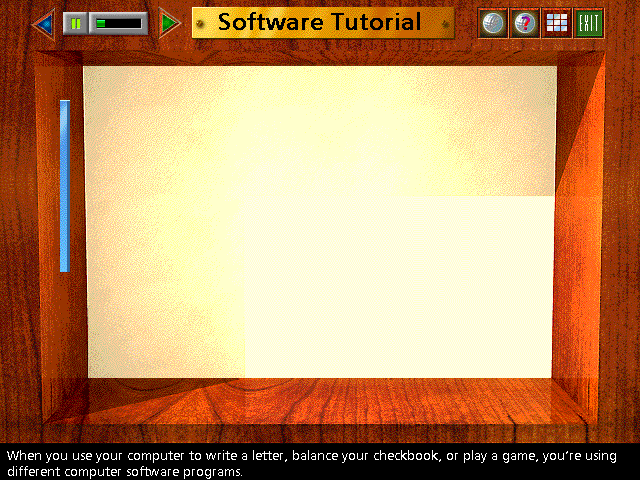 Software Tutorial
EXIT
When you use your computer to write a letter, balance your checkbook, or play a game, you're using
different computer software programs.